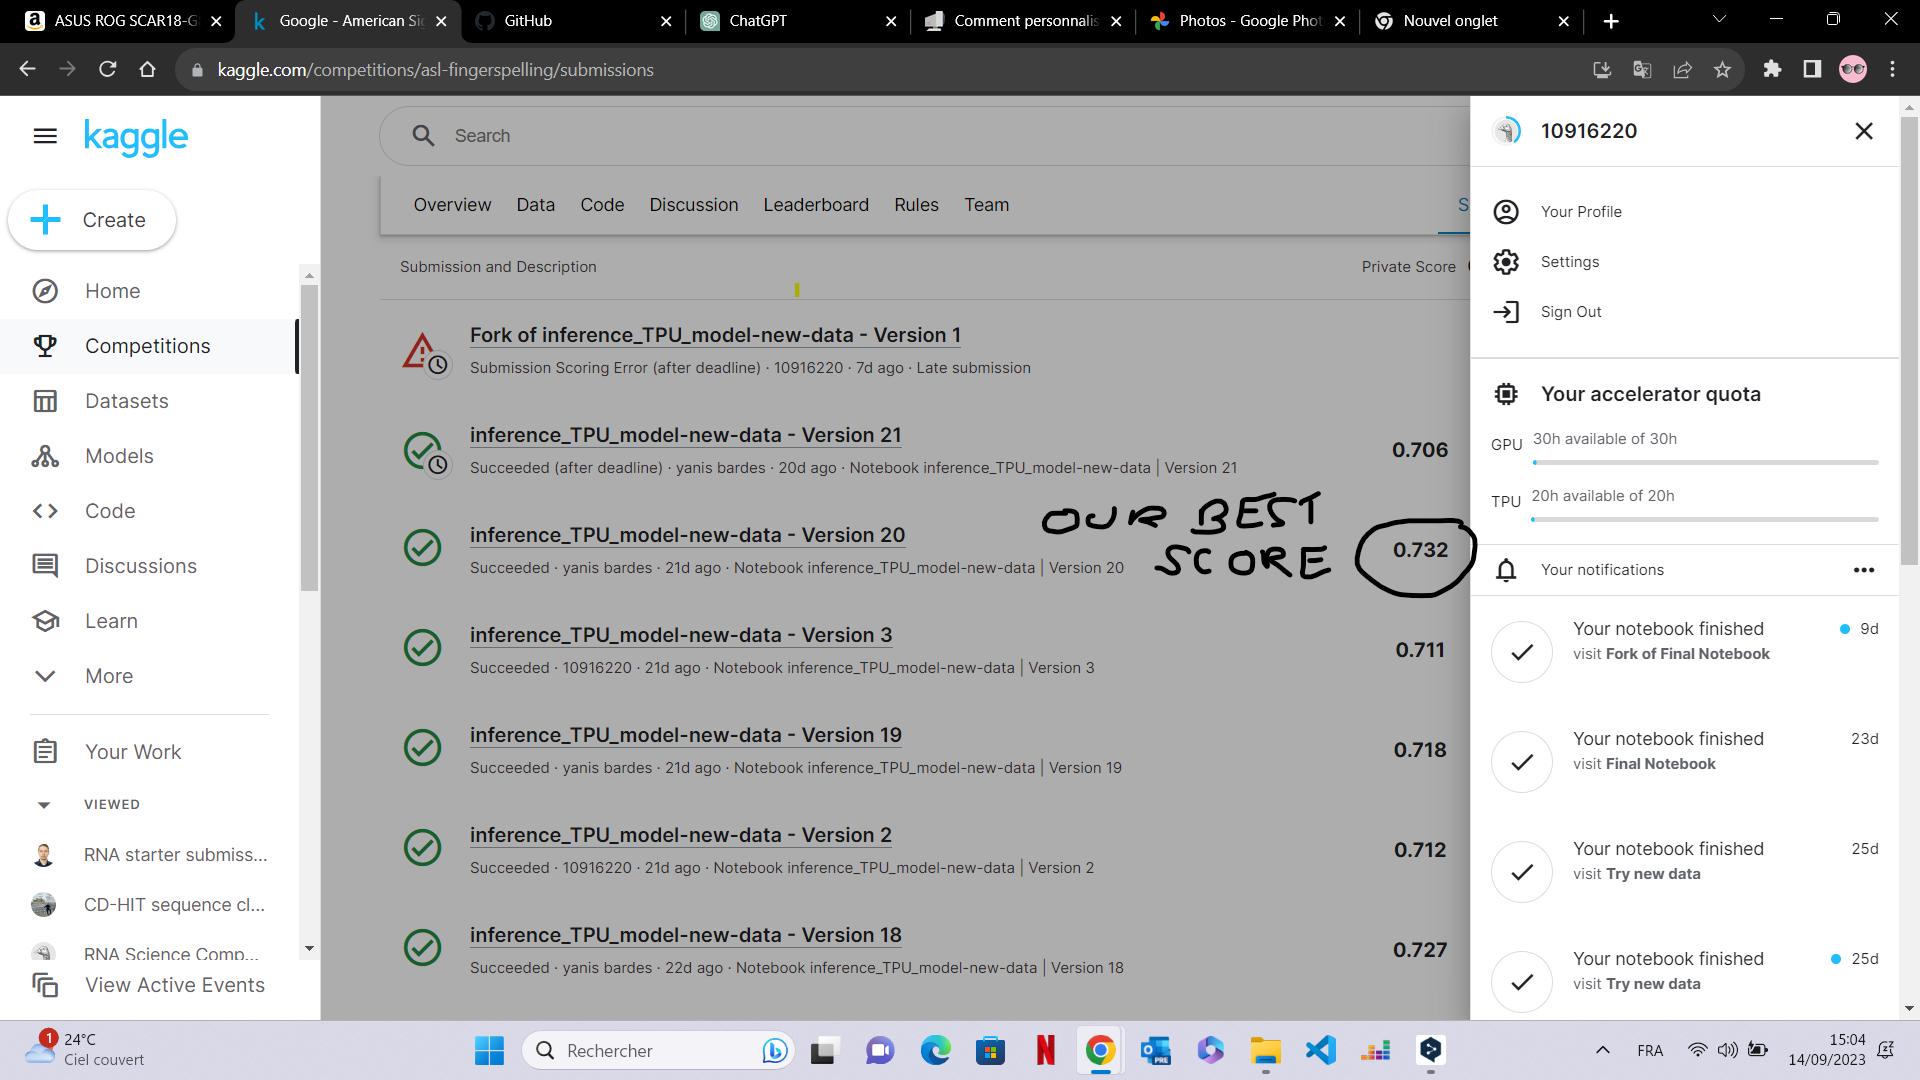 ASUS ROG SCAR18-G
Google - American Si
GitHub
ChatGPT
Comment personnalis
Photos - Google Phot
Nouvel onglet
kaggle.com/competitions/asl-fingerspelling/submissions
kaggle
Search
10916220
Create
Overview Data Code Discussion Leaderboard Rules Team S
Your Profile
Settings
Sign Out
Submission and Description Private Score
Home
Competitions
Datasets
Models
Code
Discussions
Learn
More
Your Work
VIEWED
RNA starter submiss...
CD-HIT sequence cl...
RNA Science Comp...
View Active Events
Fork of inference_TPU_model-new-data - Version 1
Submission Scoring Error (after deadline) · 10916220 · 7d ago · Late submission
inference_TPU_model-new-data - Version 21
Succeeded (after deadline) · yanis bardes · 20d ago · Notebook inference_TPU_model-new-data | Version 21
0.706
OUR BEST
SCORE
inference_TPU_model-new-data - Version 20
Succeeded · yanis bardes · 21d ago · Notebook inference_TPU_model-new-data | Version 20
0.732
inference_TPU_model-new-data - Version 3
Succeeded · 10916220 · 21d ago · Notebook inference_TPU_model-new-data | Version 3
0.711
inference_TPU_model-new-data - Version 19
Succeeded · yanis bardes · 21d ago · Notebook inference_TPU_model-new-data | Version 19
0.718
inference_TPU_model-new-data - Version 2
Succeeded · 10916220 · 21d ago · Notebook inference_TPU_model-new-data | Version 2
0.712
inference_TPU_model-new-data - Version 18
Succeeded · yanis bardes · 22d ago · Notebook inference_TPU_model-new-data | Version 18
0.727
Your accelerator quota
GPU 30h available of 30h
TPU 20h available of 20h
Your notifications
Your notebook finished 9d
visit Fork of Final Notebook
Your notebook finished 23d
visit Final Notebook
Your notebook finished 25d
visit Try new data
Your notebook finished 25d
visit Try new data
1
24°C
Ciel couvert
Rechercher
PRE
FRA
15:04
14/09/2023